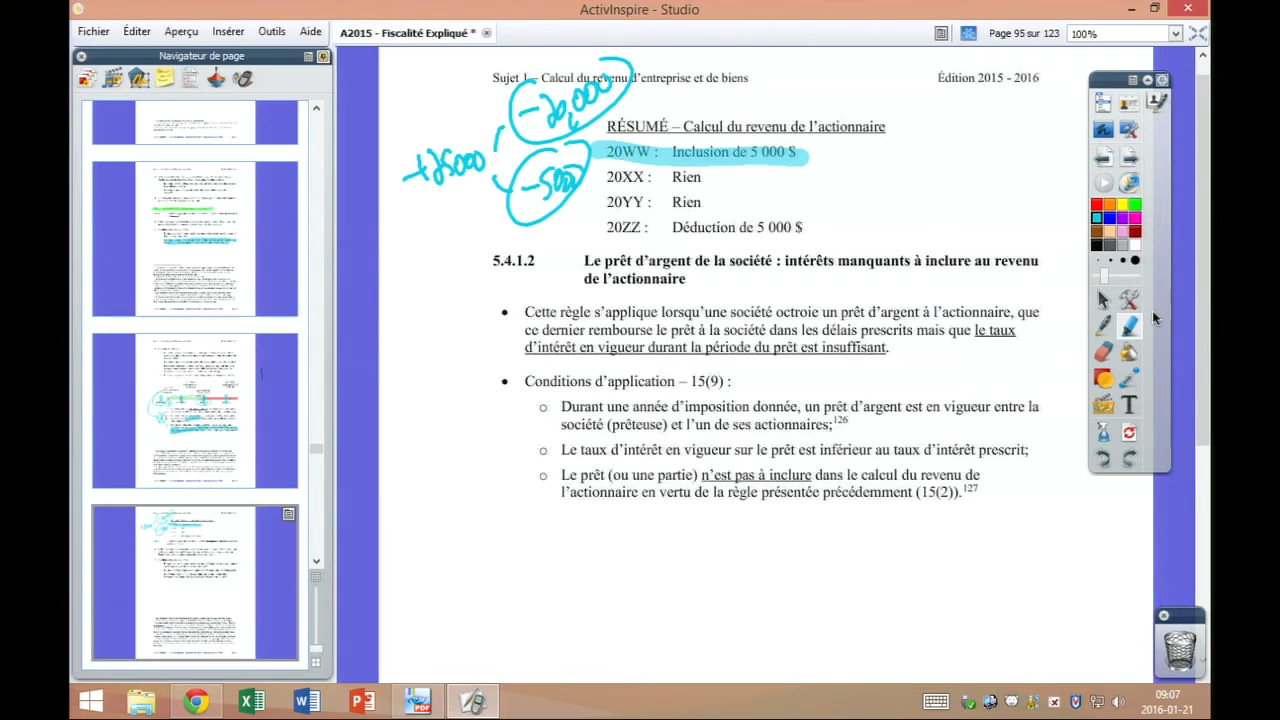 ActivInspire - Studio
Fichier Éditer Aperçu Insérer Outils Aide
A2015 - Fiscalité Expliqué *
Page 95 sur 123
100%
Navigateur de page
Sujet 1 – Calcul du revenu d'entreprise et de biens
Édition 2015 - 2016
-20,000
+25000
-5000
RÉSUMÉ – Calcul du revenu de l'actionnaire
20WW : Inclusion de 5 000 $
20XX : Rien
20YY : Rien
20ZZ : Déduction de 5 000 $
5.4.1.2 Le prêt d'argent de la société : intérêts manquants à inclure au revenu
de l'actionnaire
• Cette règle s'applique lorsqu'une société octroie un prêt d'argent à l'actionnaire, que
ce dernier rembourse le prêt à la société dans les délais prescrits mais que le taux
d'intérêt en vigueur durant la période du prêt est insuffisant.
• Conditions d'application – 15(9) :
o Durant une année d'imposition donnée, un prêt d'argent est en vigueur entre la
société (prêteuse) et l'un de ses actionnaires;126
o Le taux d'intérêt en vigueur sur le prêt est inférieur au taux d'intérêt prescrit;
o Le prêt (ou une partie) n'est pas à inclure dans le calcul du revenu de
l'actionnaire en vertu de la règle présentée précédemment (15(2)).127
09:07
2016-01-21